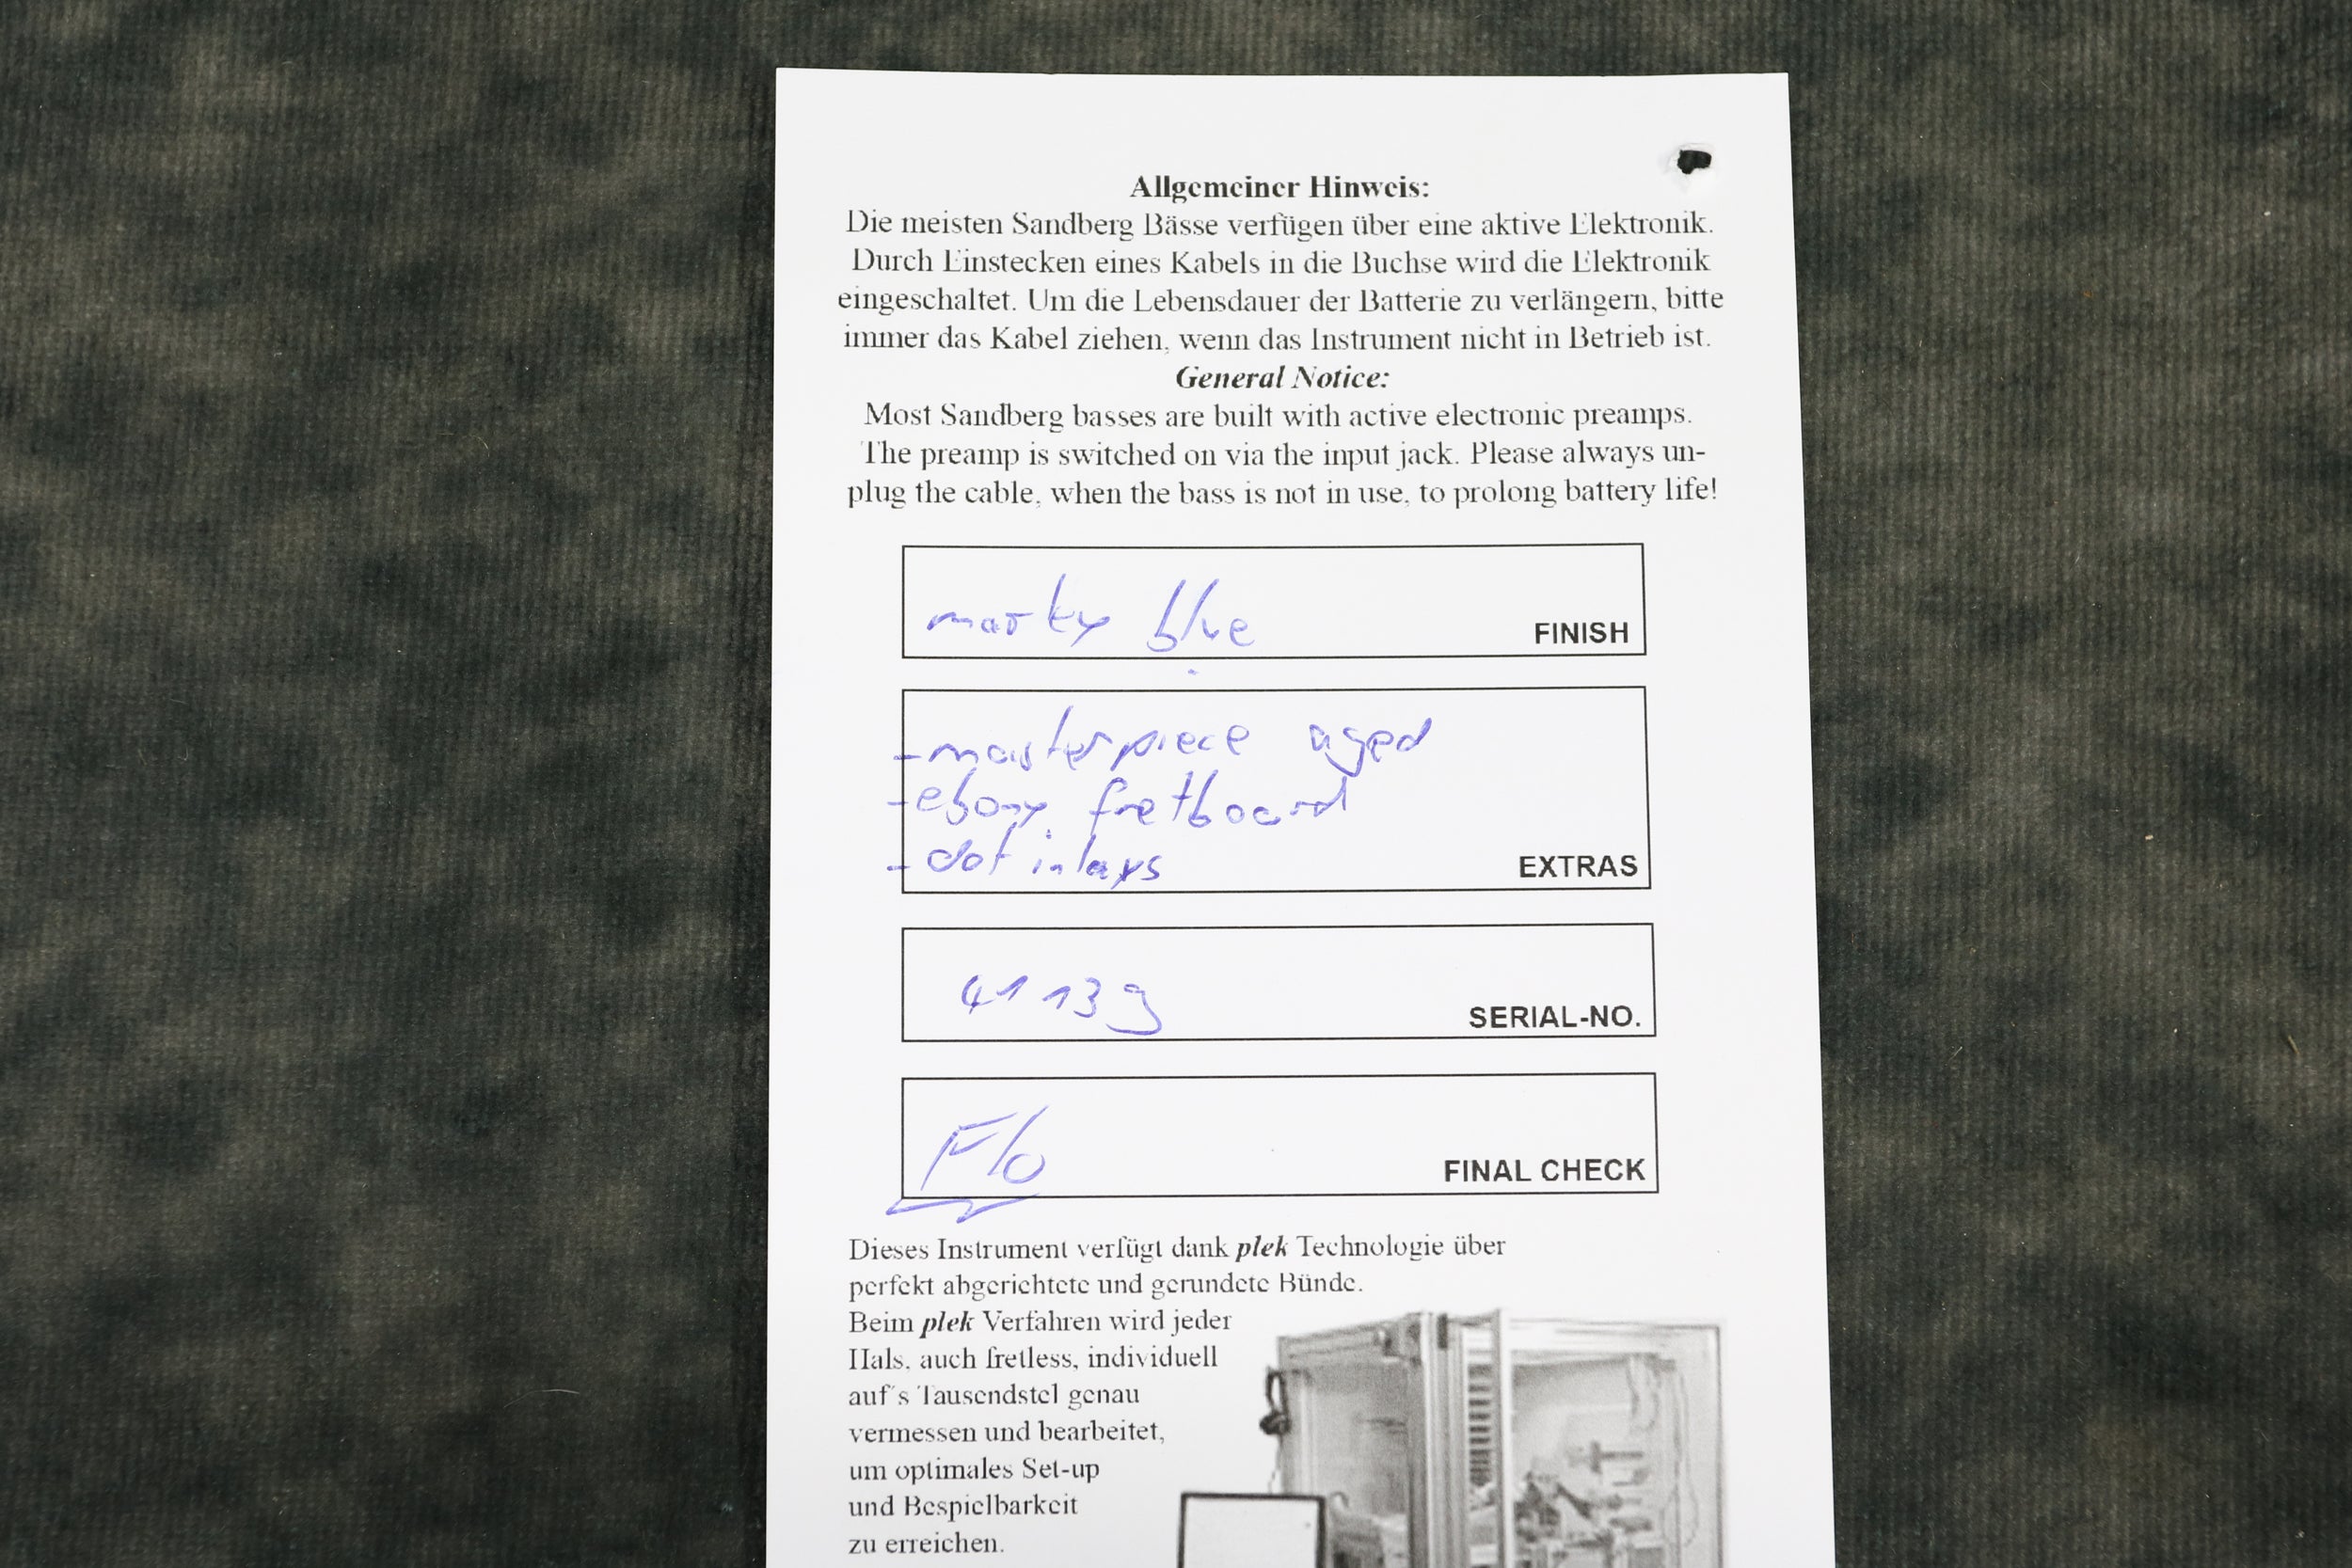 Allgemeiner Hinweis:
Die meisten Sandberg Bässe verfügen über eine aktive Elektronik.
Durch Einstecken eines Kabels in die Buchse wird die Elektronik
eingeschaltet. Um die Lebensdauer der Batterie zu verlängern, bitte
immer das Kabel ziehen, wenn das Instrument nicht in Betrieb ist.
General Notice:
Most Sandberg basses are built with active electronic preamps.
The preamp is switched on via the input jack. Please always un-
plug the cable, when the bass is not in use, to prolong battery life!
blue FINISH
-masterpiece aged
-ebony fretboard
-dot inlays
EXTRAS
41139 SERIAL-NO.
Flo FINAL CHECK
Dieses Instrument verfügt dank plek Technologie über
perfekt abgerichtete und gerundete Bünde.
Beim plek Verfahren wird jeder
Hals, auch fretless, individuell
auf's Tausendstel genau
vermessen und bearbeitet,
um optimales Set-up
und Bespielbarkeit
zu erreichen.